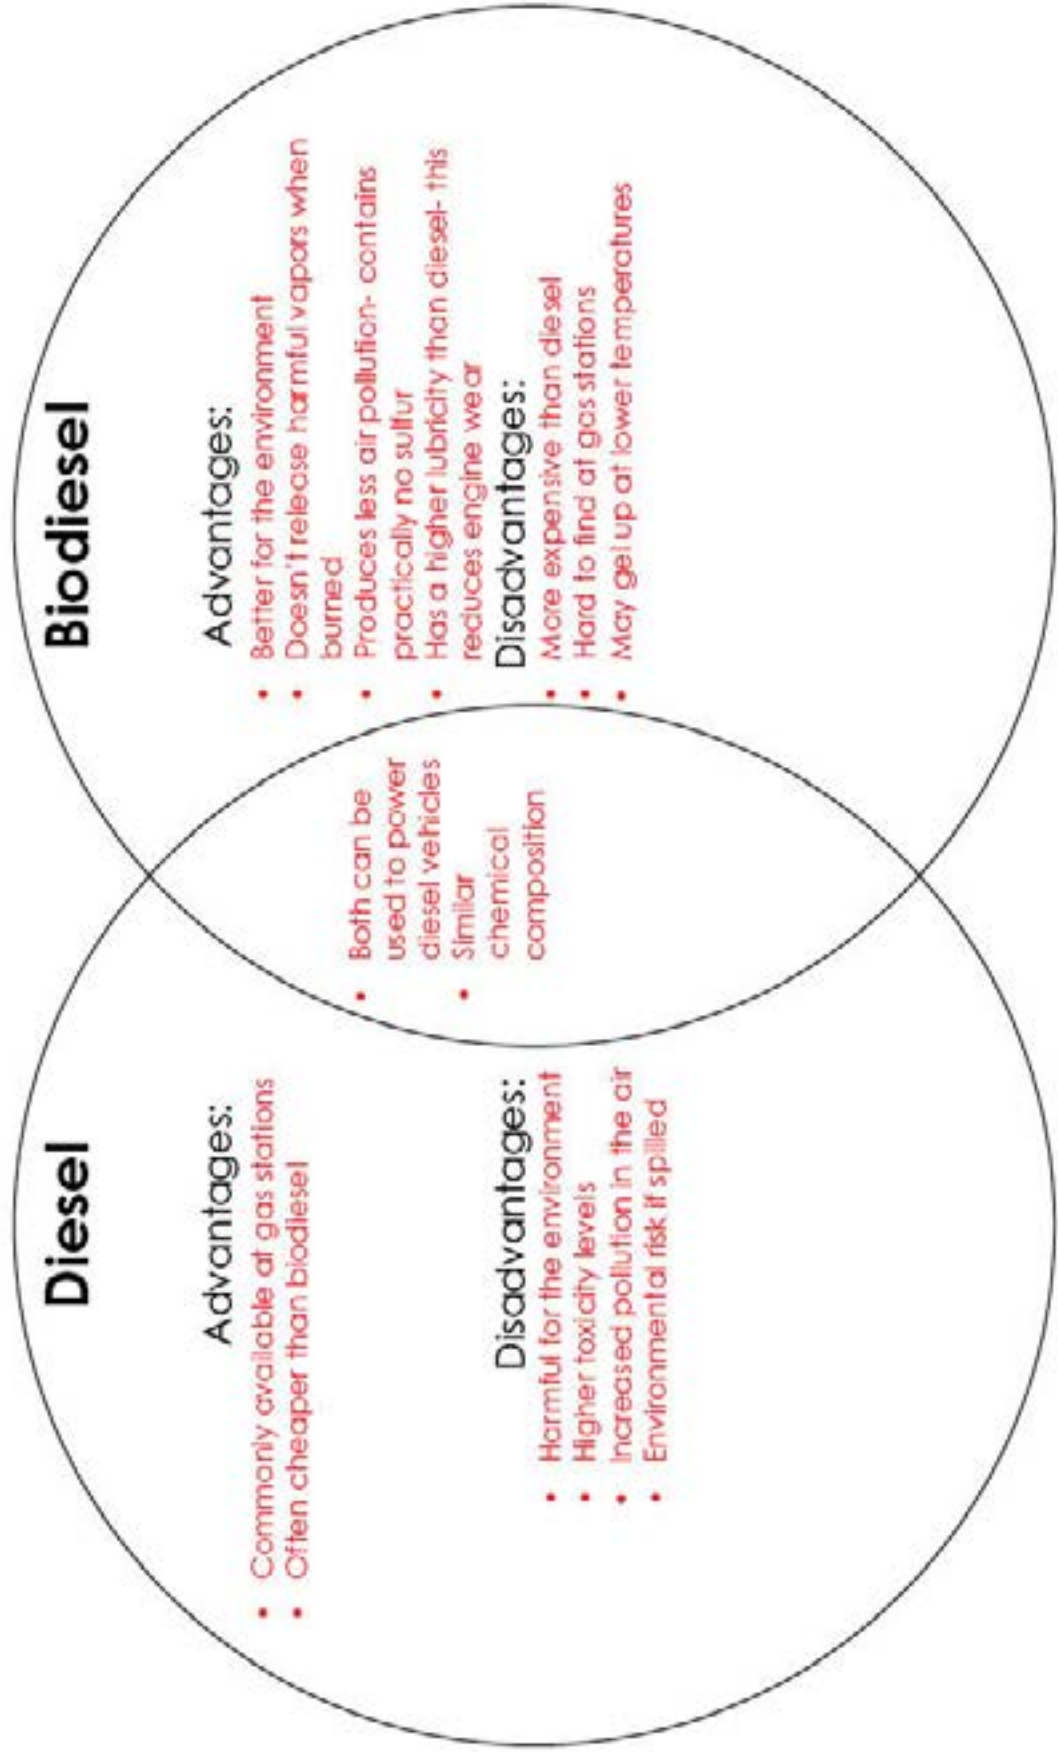 Diesel
Advantages:
• Commonly available at gas stations
• Often cheaper than biodiesel
Disadvantages:
• Harmful for the environment
• Higher toxicity levels
• Increased pollution in the air
• Environmental risk if spilled
• Both can be
used to power
diesel vehicles
• Similar
chemical
composition
Biodiesel
Advantages:
• Better for the environment
• Doesn't release harmful vapors when
burned
• Produces less air pollution- contains
practically no sulfur
• Has a higher lubricity than diesel- this
reduces engine wear
Disadvantages:
• More expensive than diesel
• Hard to find at gas stations
• May gel up at lower temperatures